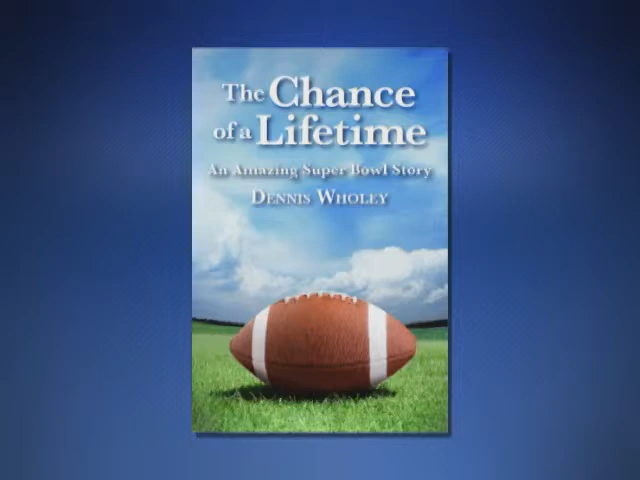 The Chance
of a Lifetime
An Amazing Super Bowl Story
Dennis Wholey